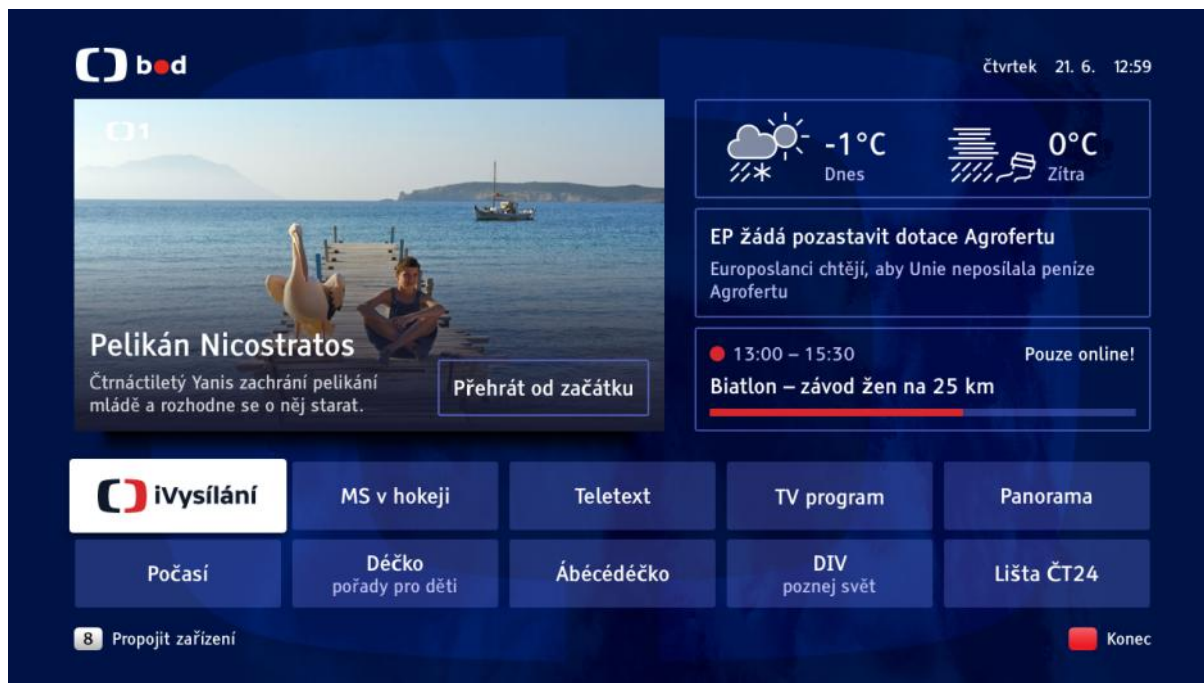 bod
čtvrtek 21. 6. 12:59
1
Pelikán Nicostratos
Čtrnáctiletý Yanis zachrání pelikání
mládě a rozhodne se o něj starat.
Přehrát od začátku
-1°C
Dnes
0°C
Zítra
EP žádá pozastavit dotace Agrofertu
Europoslanci chtějí, aby Unie neposílala peníze
Agrofertu
13:00 – 15:30 Pouze online!
Biatlon – závod žen na 25 km
iVysílání
MS v hokeji
Teletext
TV program
Panorama
Počasí
Déčko
pořady pro děti
Ábécédéčko
DIV
poznej svět
Lišta ČT24
8 Propojit zařízení
Konec